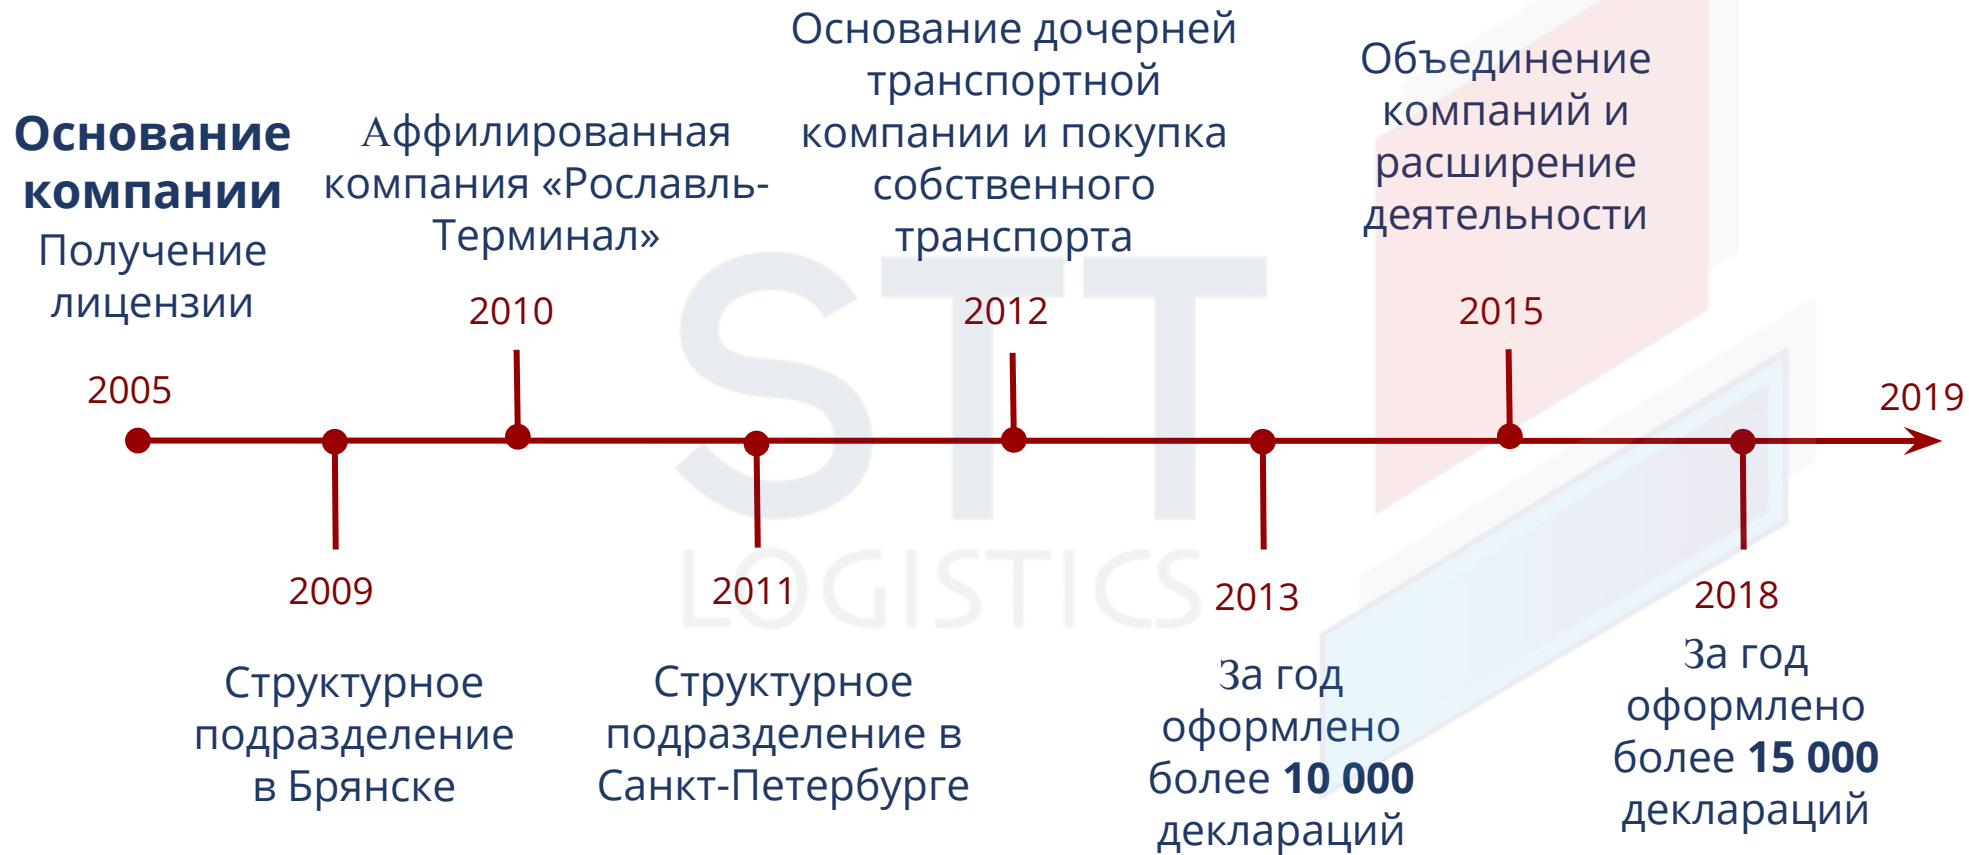 Основание
компании
Получение
лицензии
2005
Аффилированная
компания «Рославль-
Терминал»
2010
Основание дочерней
транспортной
компании и покупка
собственного
транспорта
2012
Объединение
компаний и
расширение
деятельности
2015
2019
2009
Структурное
подразделение
в Брянске
2011
Структурное
подразделение в
Санкт-Петербурге
2013
За год
оформлено
более 10 000
деклараций
2018
За год
оформлено
более 15 000
деклараций
STT
LOGISTICS